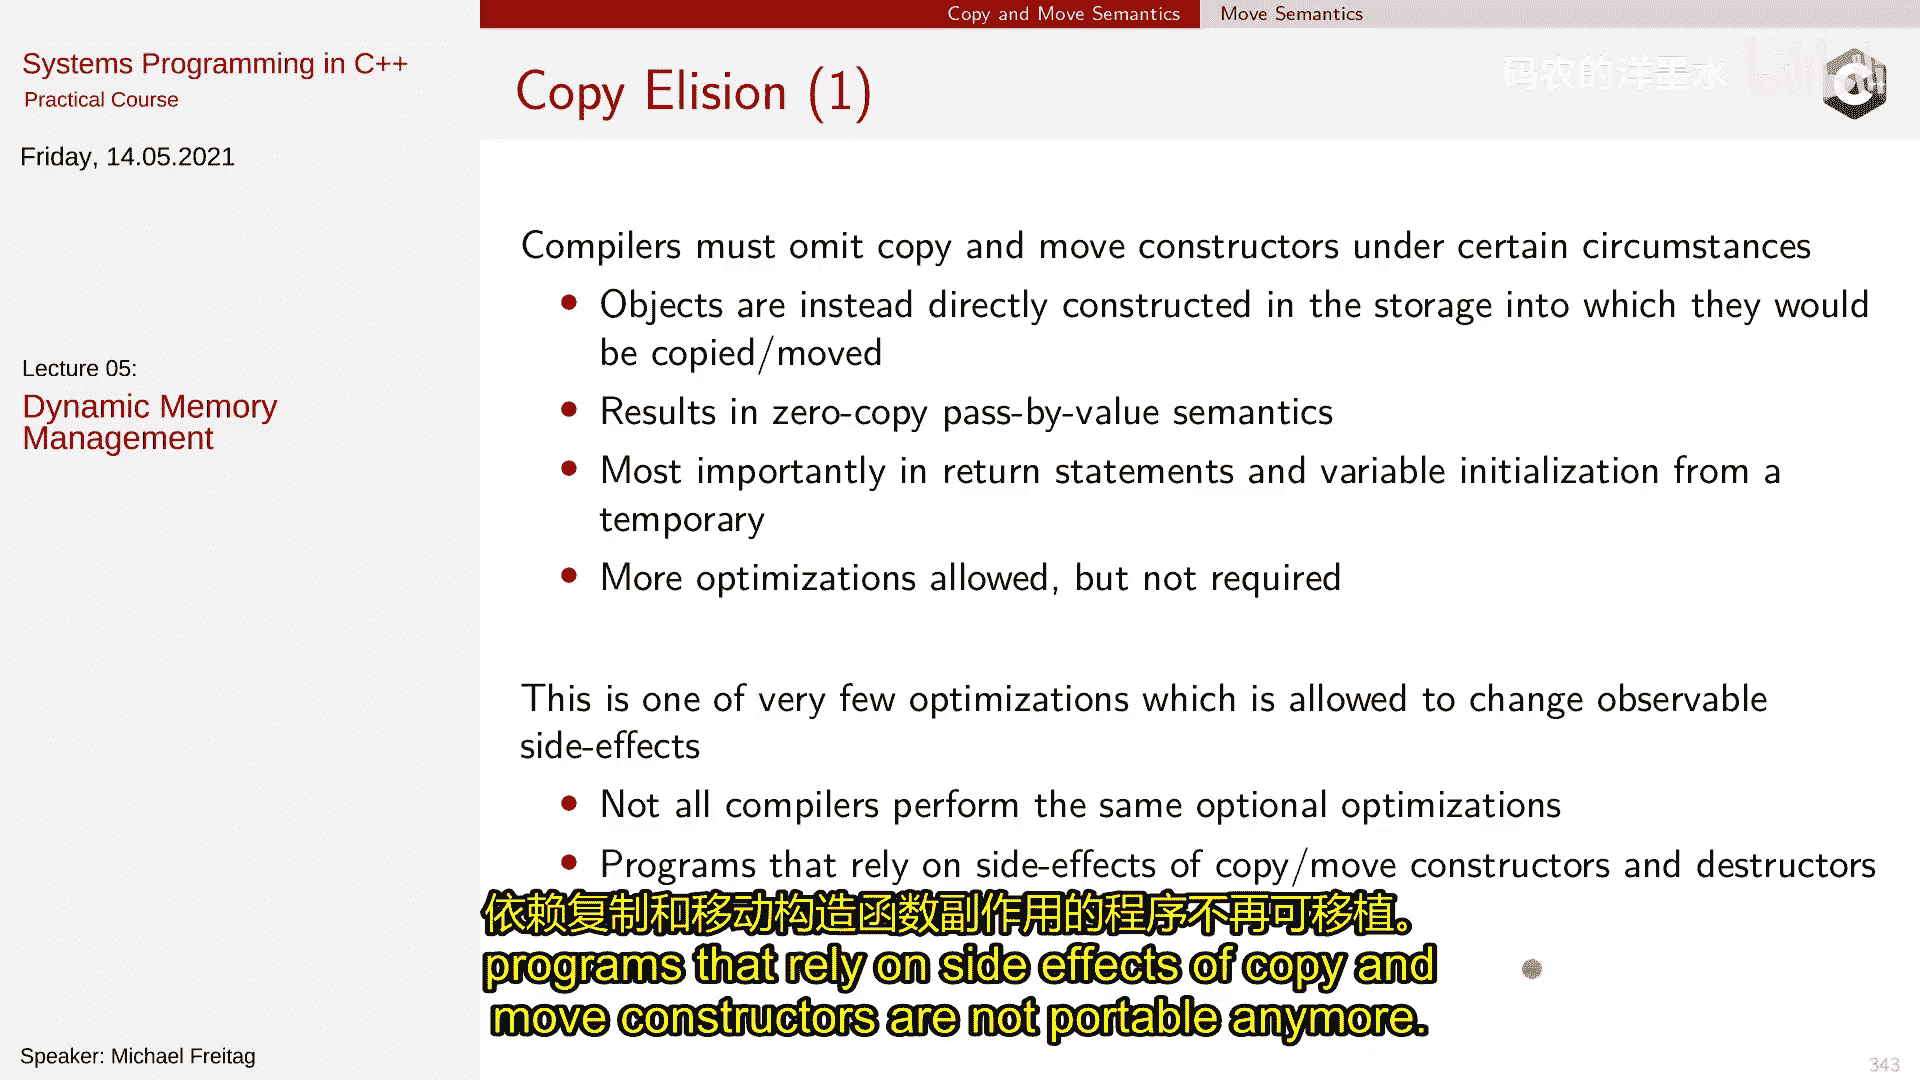 Copy and Move Semantics
Move Semantics
Systems Programming in C++
Practical Course
Friday, 14.05.2021
Lecture 05:
Dynamic Memory
Management
Speaker: Michael Freitag
Copy Elision (1)
码农的洋墨水
Compilers must omit copy and move constructors under certain circumstances
Objects are instead directly constructed in the storage into which they would
be copied/moved
Results in zero-copy pass-by-value semantics
Most importantly in return statements and variable initialization from a
temporary
More optimizations allowed, but not required
This is one of very few optimizations which is allowed to change observable
side-effects
Not all compilers perform the same optional optimizations
Programs that rely on side-effects of copy/move constructors and destructors
依赖复制和移动构造函数副作用的程序不再可移植。
programs that rely on side effects of copy and
move constructors are not portable anymore.
343